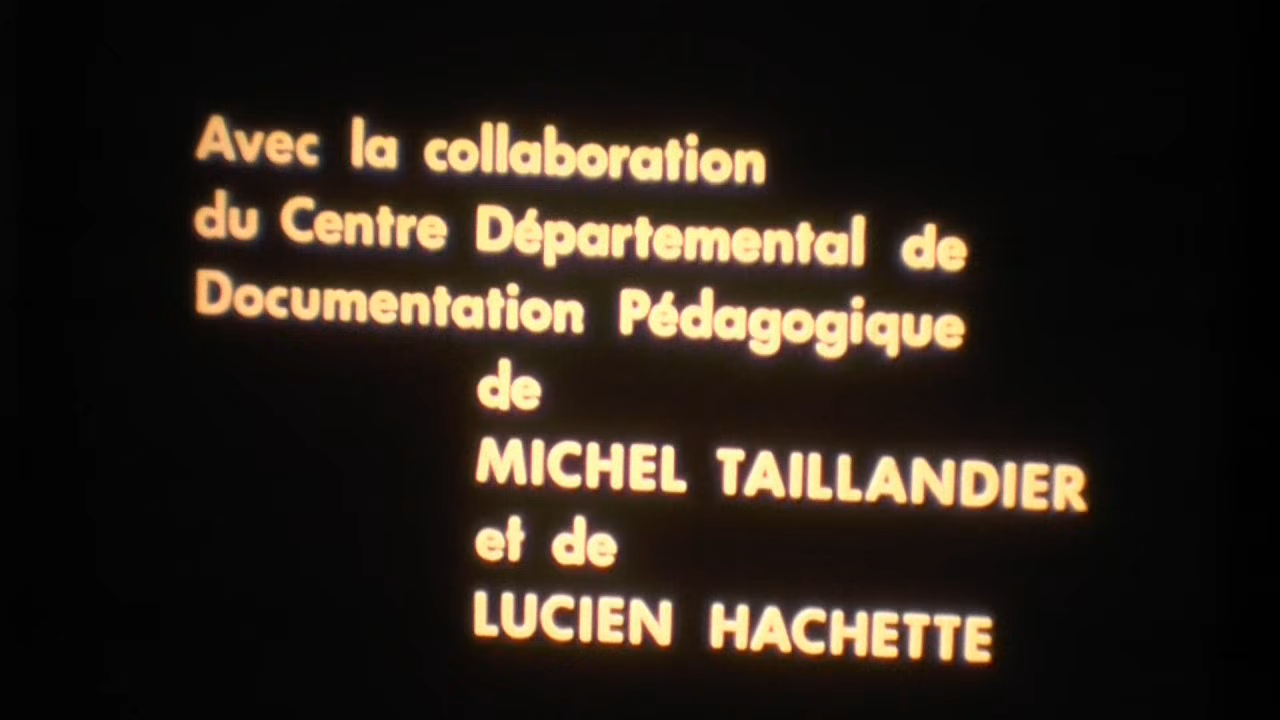 Avec la collaboration
du Centre Départemental de
Documentation Pédagogique
de
MICHEL TAILLANDIER
et de
LUCIEN HACHETTE